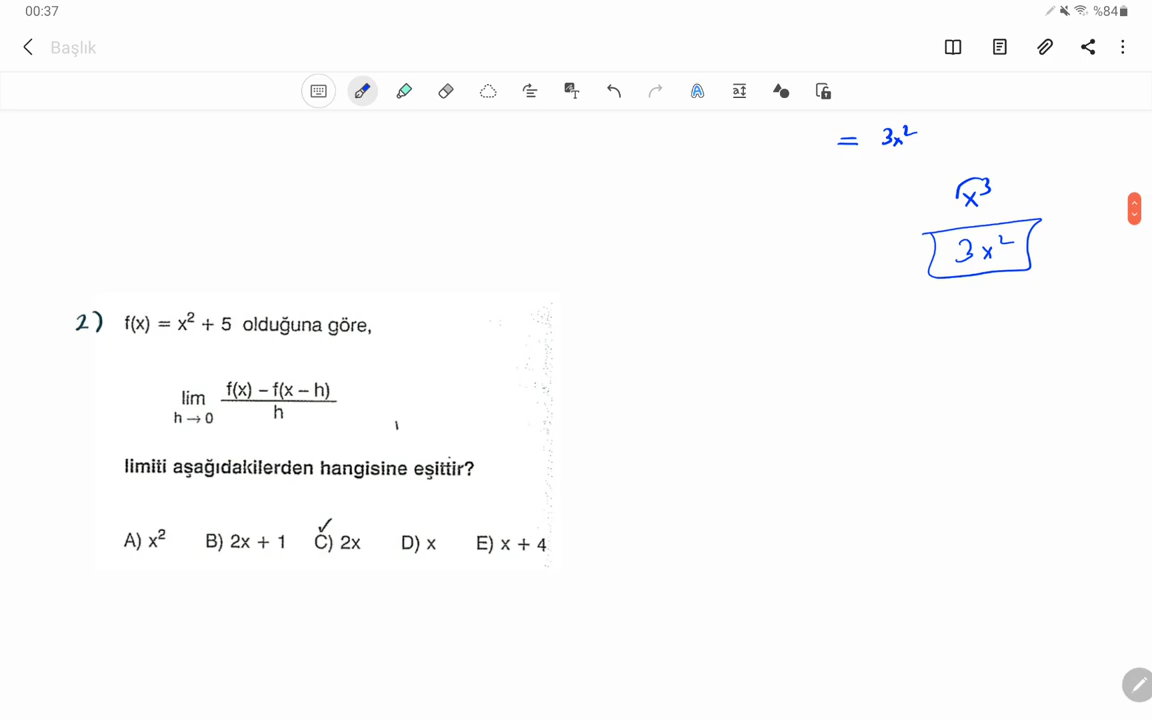 00:37
%84
Başlık
= 3x²
x³
3x²
2) f(x) = x² + 5 olduğuna göre,
lim h → 0 f(x) – f(x – h) / h
limiti aşağıdakilerden hangisine eşittir?
A) x² B) 2x + 1 C) 2x D) x E) x + 4